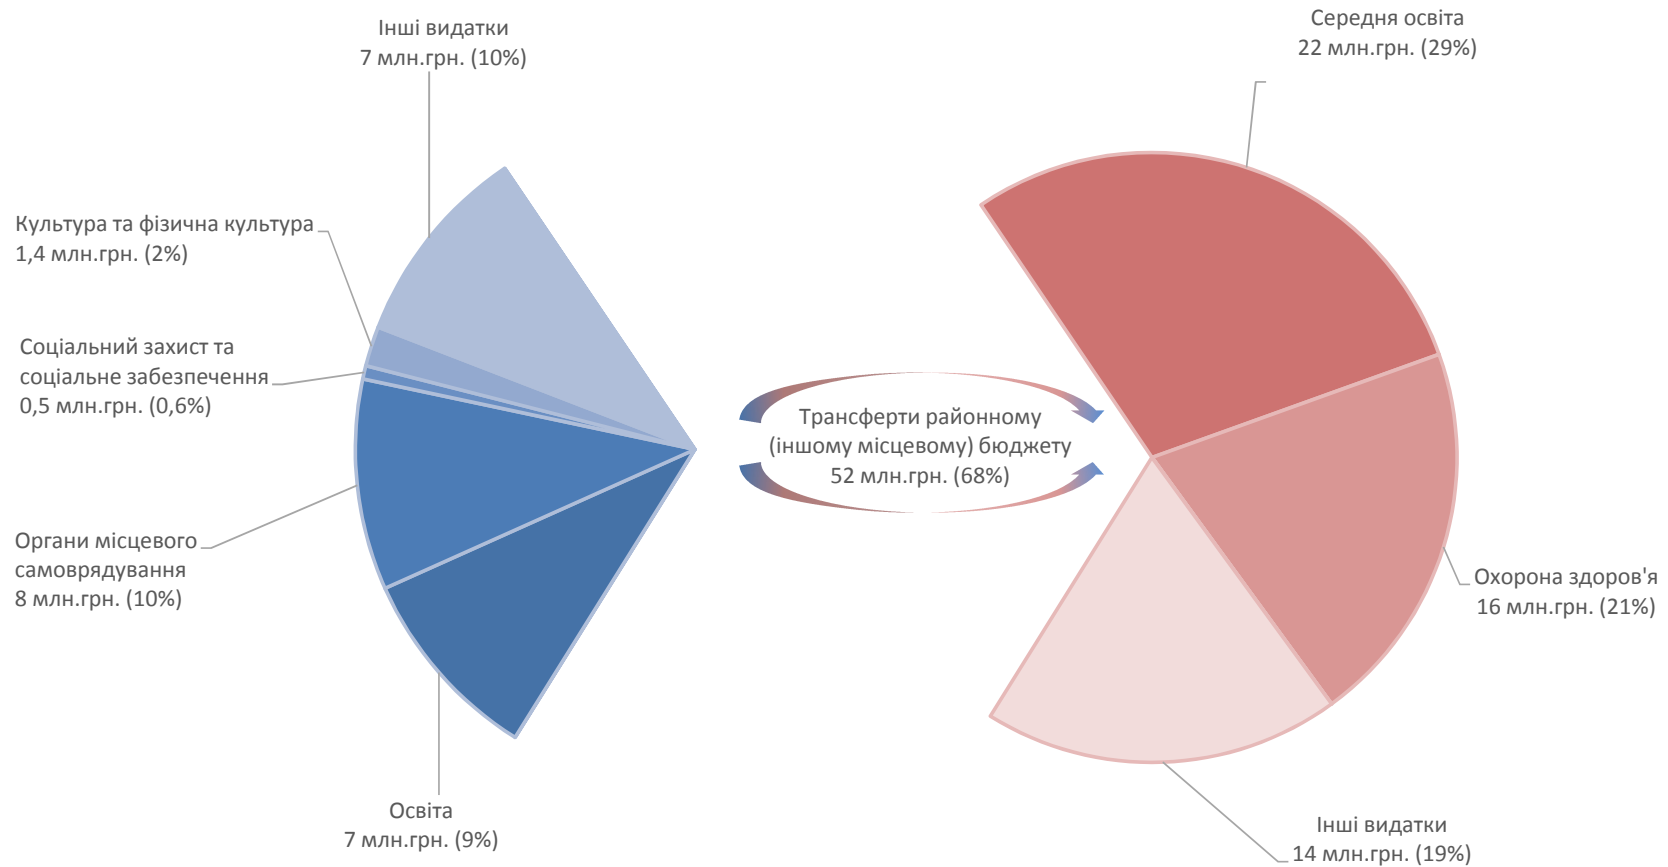 Інші видатки
7 млн.грн. (10%)
Культура та фізична культура
1,4 млн.грн. (2%)
Соціальний захист та
соціальне забезпечення
0,5 млн.грн. (0,6%)
Органи місцевого
самоврядування
8 млн.грн. (10%)
Освіта
7 млн.грн. (9%)
Трансферти районному
(іншому місцевому) бюджету
52 млн.грн. (68%)
Середня освіта
22 млн.грн. (29%)
Охорона здоров'я
16 млн.грн. (21%)
Інші видатки
14 млн.грн. (19%)